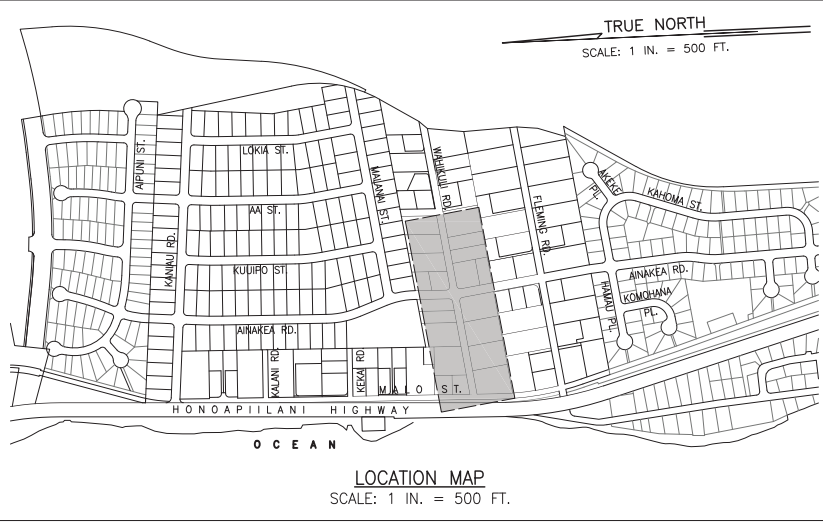 TRUE NORTH
SCALE: 1 IN. = 500 FT.
AIPUNI ST.
LOKIA ST.
MAILANAI ST.
WAHIKULI RD.
AKEKE PL.
KAHOMA ST.
AA ST.
FLEMING RD.
KANIAU RD.
KUUIPO ST.
AINAKEA RD.
HAMAU PL.
KOMOHANA
PL.
AINAKEA RD.
KALANI RD.
KEKAI RD
MALO ST.
HONOAPIILANI HIGHWAY
OCEAN
LOCATION MAP
SCALE: 1 IN. = 500 FT.